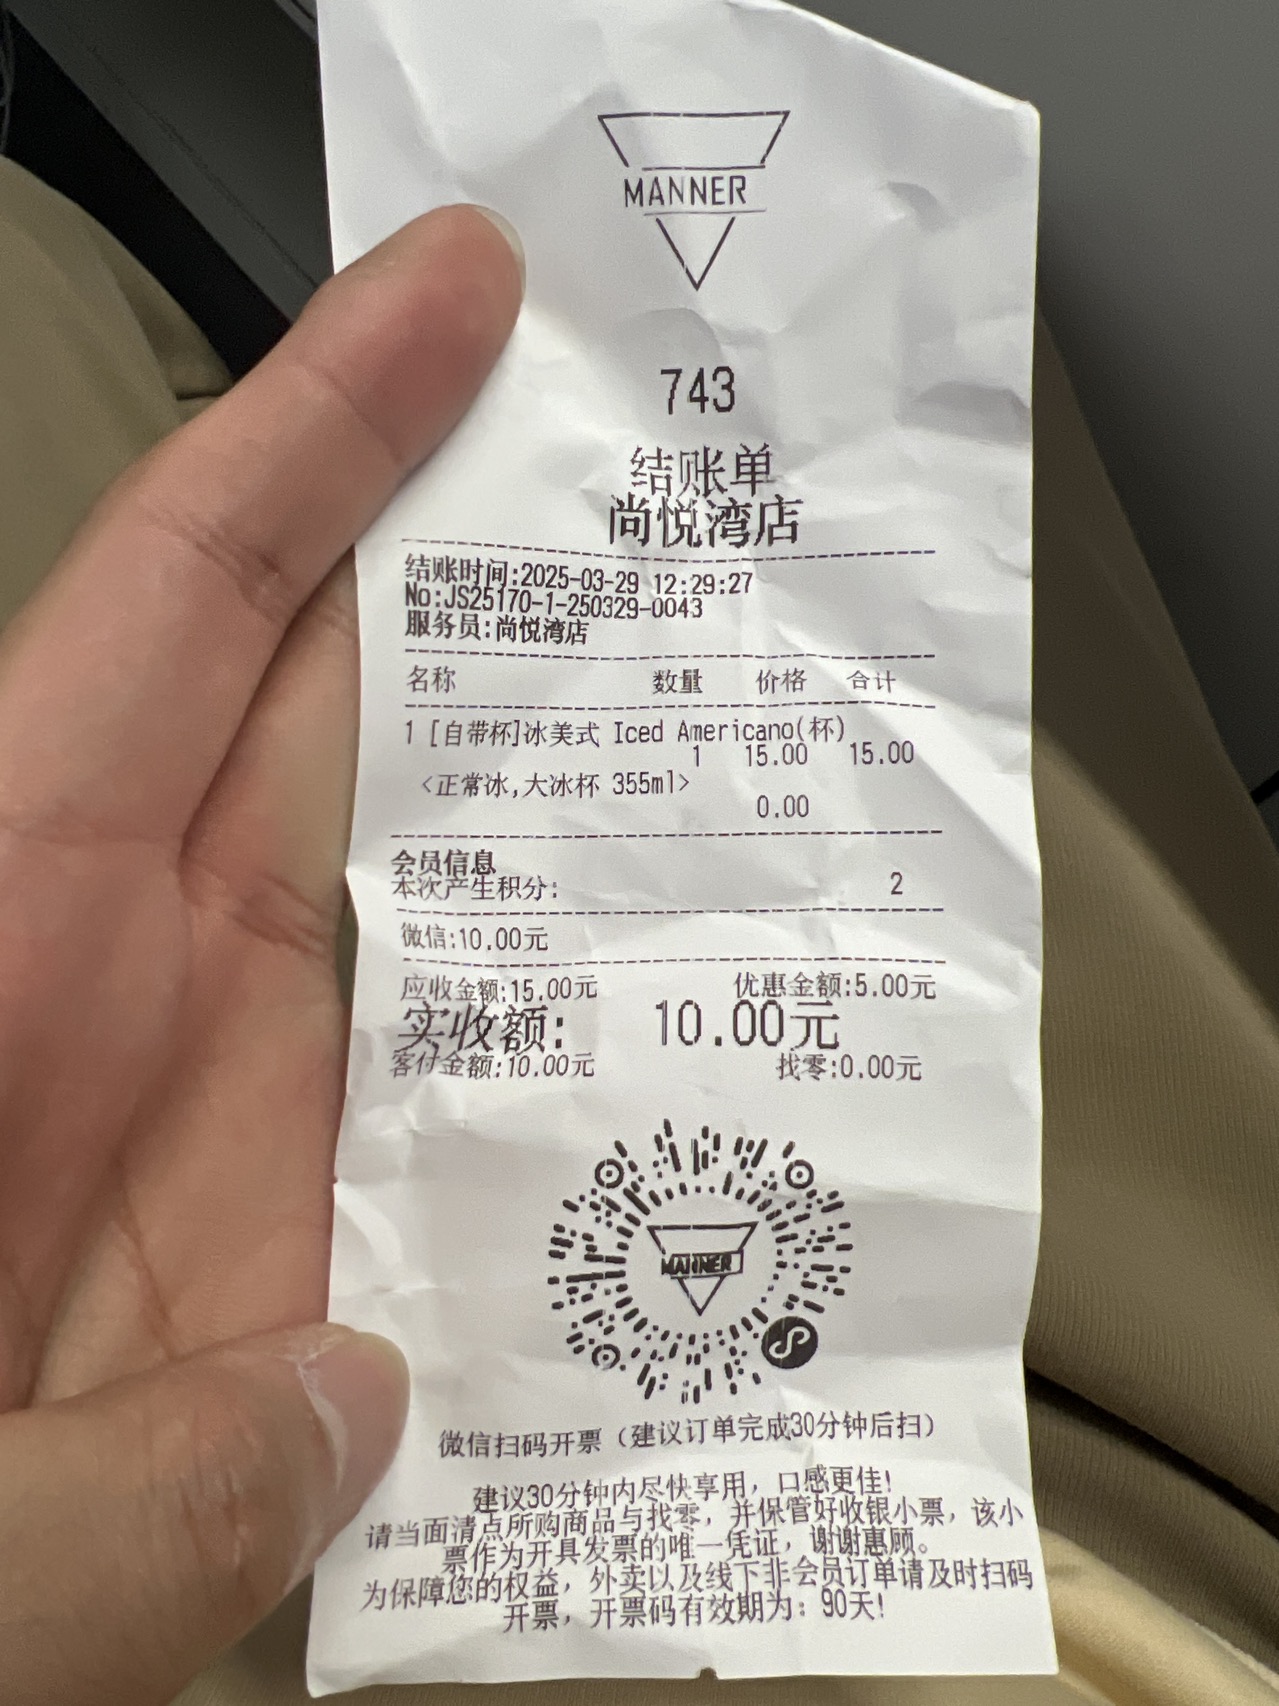 MANNER
743
结账单
尚悦湾店
结账时间:2025-03-29 12:29:27
No:JS25170-1-250329-0043
服务员:尚悦湾店
名称 数量 价格 合计
1 [自带杯]冰美式 Iced Americano(杯)
1 15.00 15.00
<正常冰,大冰杯 355ml>
0.00
会员信息
本次产生积分: 2
微信:10.00元
应收金额:15.00元 优惠金额:5.00元
实收额: 10.00元
客付金额:10.00元 找零:0.00元
MANNER
微信扫码开票（建议订单完成30分钟后扫）
建议30分钟内尽快享用，口感更佳!
请当面清点所购商品与找零，并保管好收银小票，该小
票作为开具发票的唯一凭证，谢谢惠顾。
为保障您的权益，外卖以及线下非会员订单请及时扫码
开票，开票码有效期为：90天!